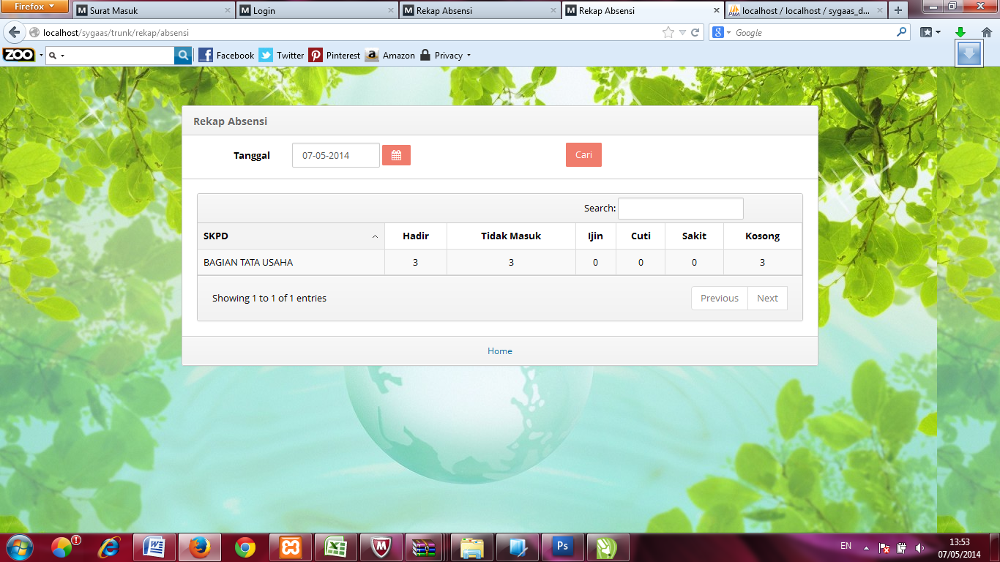 Firefox
Surat Masuk
Login
Rekap Absensi
Rekap Absensi
PMA localhost / localhost / sygaas_d...
localhost/sygaas/trunk/rekap/absensi
Google
ZOO
Facebook Twitter Pinterest Amazon Privacy
Rekap Absensi
Tanggal 07-05-2014 Cari
Search:
SKPD Hadir Tidak Masuk Ijin Cuti Sakit Kosong
BAGIAN TATA USAHA 3 3 0 0 0 3
Showing 1 to 1 of 1 entries Previous Next
Home
Ps
EN
13:53
07/05/2014